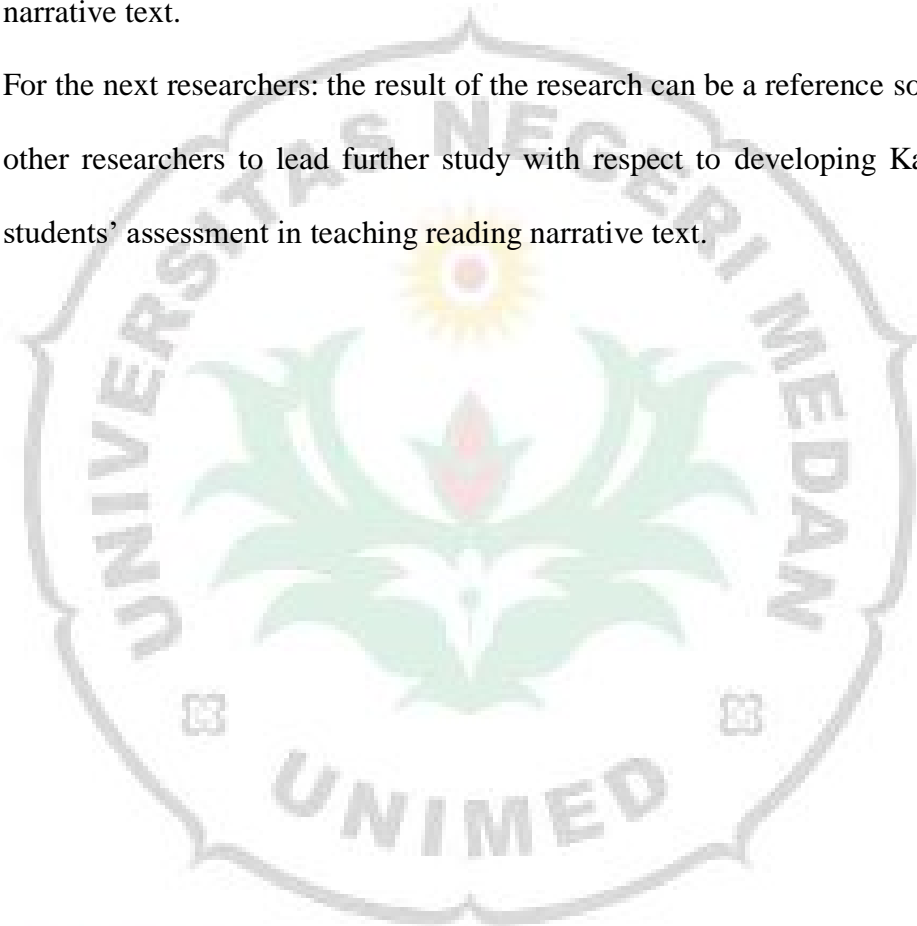 narrative text.
For the next researchers: the result of the research can be a reference so
other researchers to lead further study with respect to developing Ka
students’ assessment in teaching reading narrative text.
UNIVERSITAS NEGERI MEDAN
UNIMED